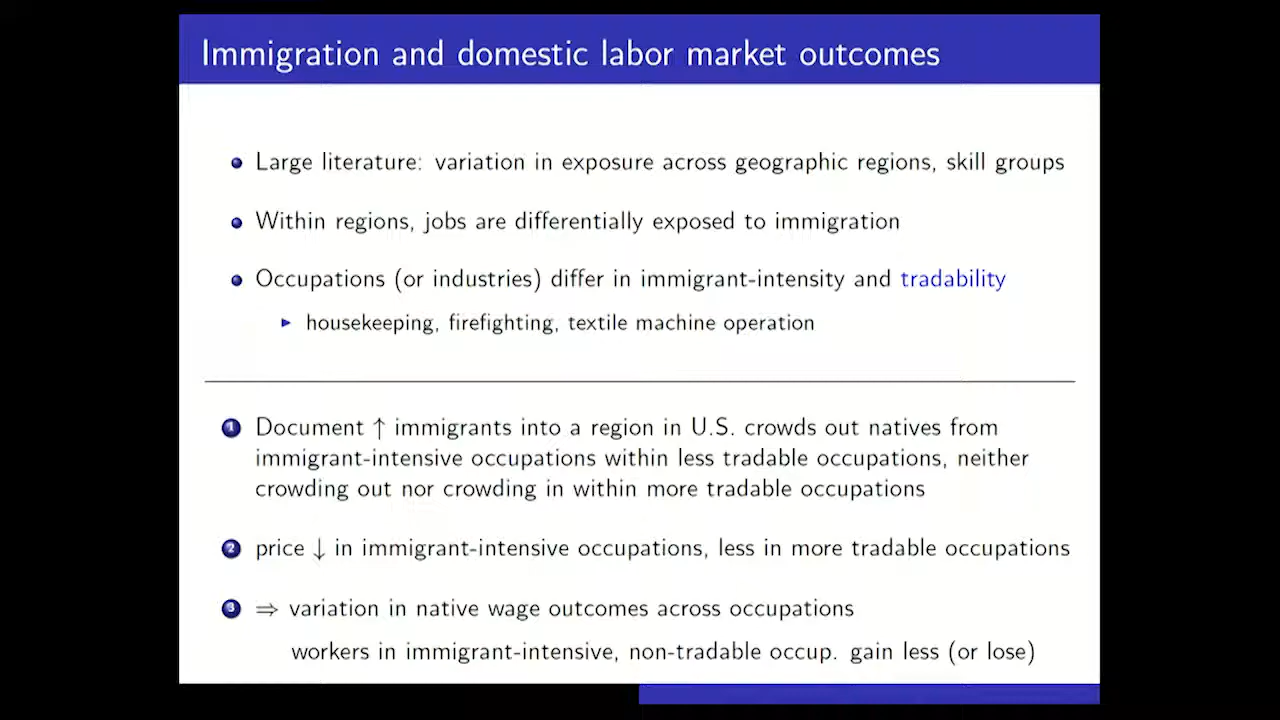 Immigration and domestic labor market outcomes
Large literature: variation in exposure across geographic regions, skill groups
Within regions, jobs are differentially exposed to immigration
Occupations (or industries) differ in immigrant-intensity and tradability
housekeeping, firefighting, textile machine operation
1 Document ↑ immigrants into a region in U.S. crowds out natives from
immigrant-intensive occupations within less tradable occupations, neither
crowding out nor crowding in within more tradable occupations
2 price ↓ in immigrant-intensive occupations, less in more tradable occupations
3 ⇒ variation in native wage outcomes across occupations
workers in immigrant-intensive, non-tradable occup. gain less (or lose)